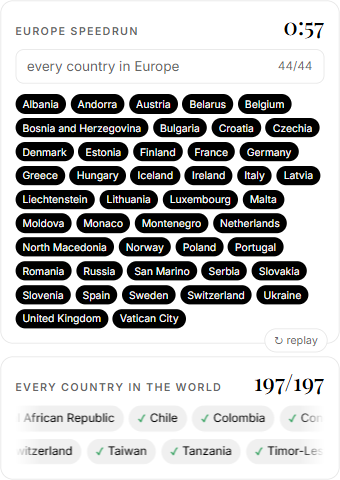 EUROPE SPEEDRUN 0:57
every country in Europe 44/44
Albania Andorra Austria Belarus Belgium
Bosnia and Herzegovina Bulgaria Croatia Czechia
Denmark Estonia Finland France Germany
Greece Hungary Iceland Ireland Italy Latvia
Liechtenstein Lithuania Luxembourg Malta
Moldova Monaco Montenegro Netherlands
North Macedonia Norway Poland Portugal
Romania Russia San Marino Serbia Slovakia
Slovenia Spain Sweden Switzerland Ukraine
United Kingdom Vatican City
↻ replay
EVERY COUNTRY IN THE WORLD 197/197
African Republic ✓ Chile ✓ Colombia ✓ Con
witzerland ✓ Taiwan ✓ Tanzania ✓ Timor-Les